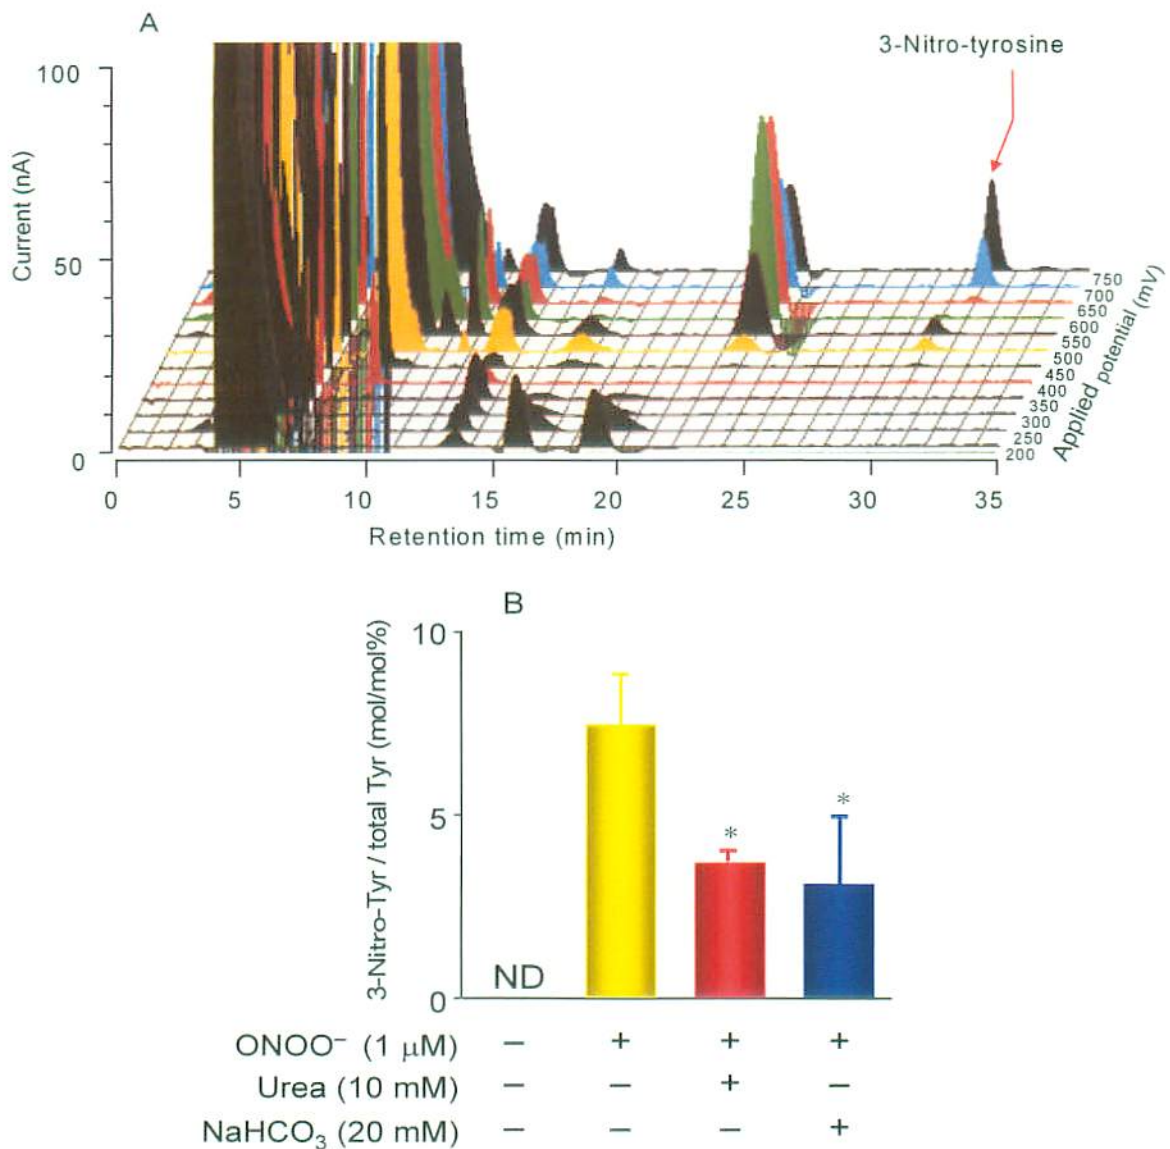 A
3-Nitro-tyrosine
Current (nA)
100
50
0
750
700
650
600
550
500
450
400
350
300
250
200
Applied potential (mV)
0 5 10 15 20 25 30 35
Retention time (min)
B
3-Nitro-Tyr / total Tyr (mol/mol%)
10
5
0
ND
*
*
ONOO⁻ (1 μM) − + + +
Urea (10 mM) − − + −
NaHCO₃ (20 mM) − − − +